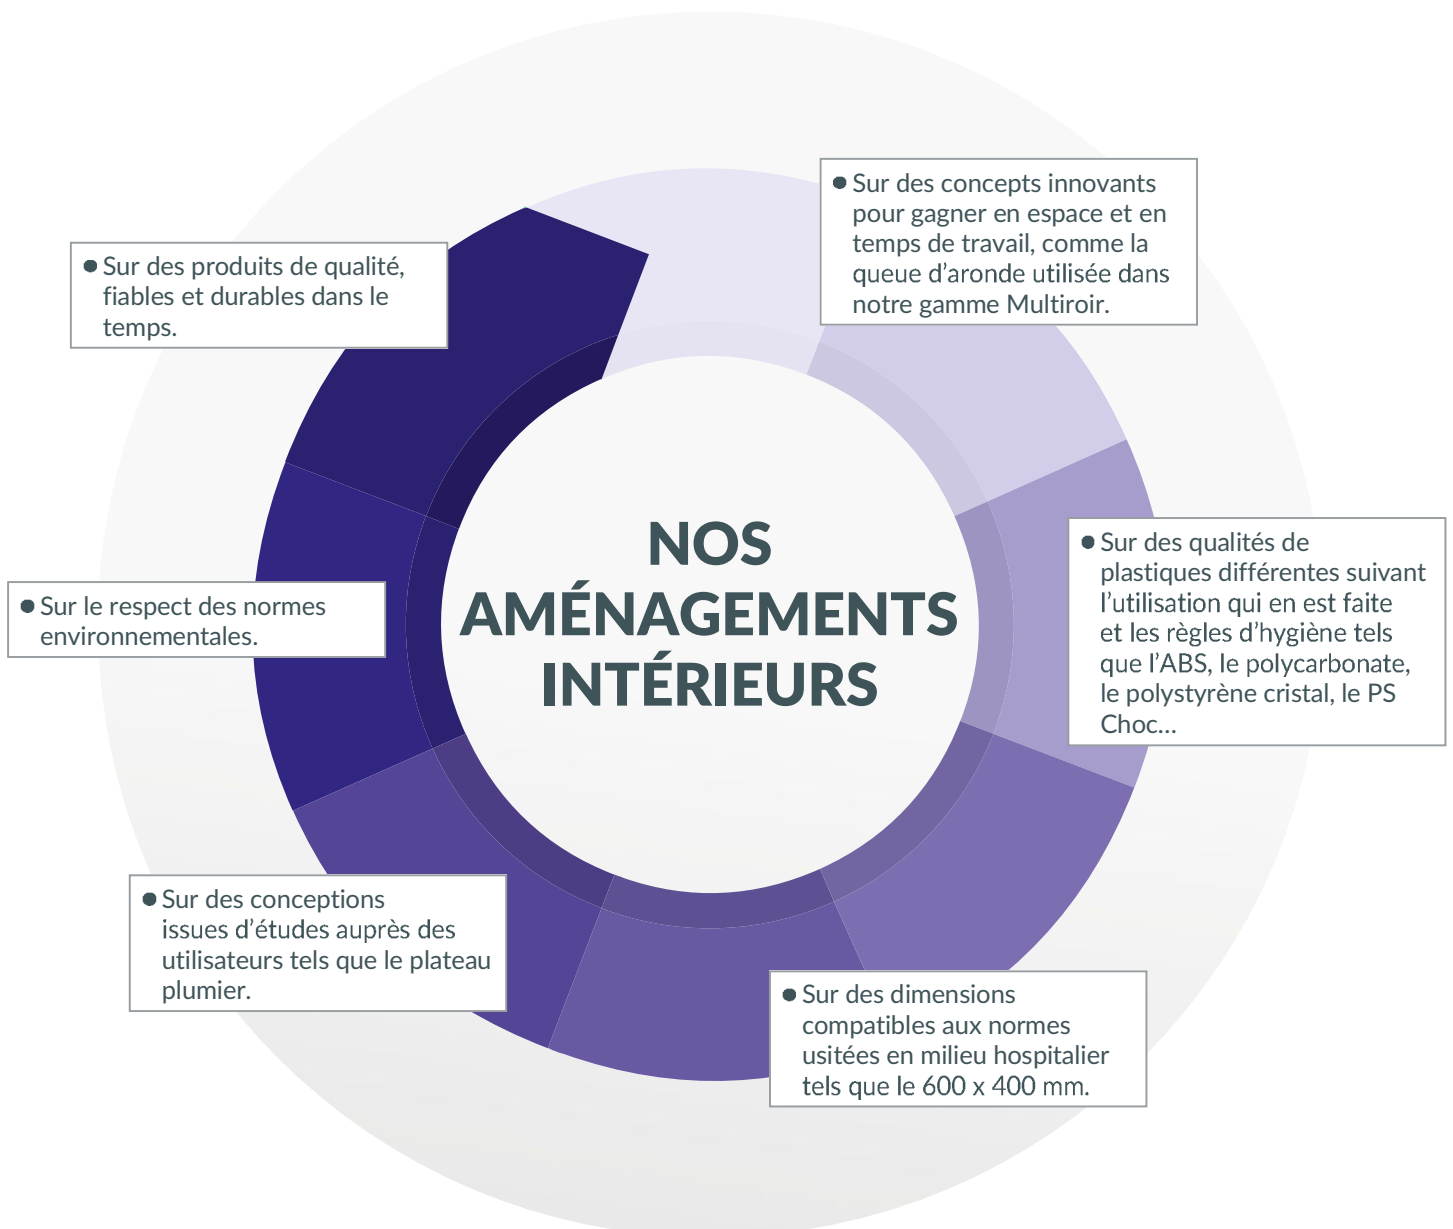 NOS
AMÉNAGEMENTS
INTÉRIEURS
● Sur des concepts innovants
pour gagner en espace et en
temps de travail, comme la
queue d’aronde utilisée dans
notre gamme Multiroir.
● Sur des qualités de
plastiques différentes suivant
l’utilisation qui en est faite
et les règles d’hygiène tels
que l’ABS, le polycarbonate,
le polystyrène cristal, le PS
Choc...
● Sur des dimensions
compatibles aux normes
usitées en milieu hospitalier
tels que le 600 x 400 mm.
● Sur des conceptions
issues d’études auprès des
utilisateurs tels que le plateau
plumier.
● Sur le respect des normes
environnementales.
● Sur des produits de qualité,
fiables et durables dans le
temps.